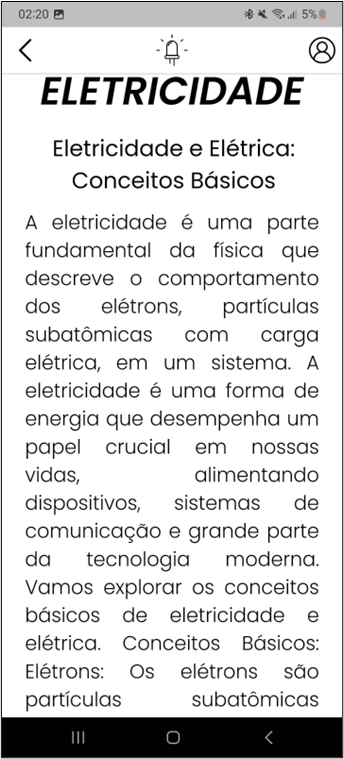 02:20
5%
ELETRICIDADE
Eletricidade e Elétrica:
Conceitos Básicos
A eletricidade é uma parte
fundamental da física que
descreve o comportamento
dos elétrons, partículas
subatômicas com carga
elétrica, em um sistema. A
eletricidade é uma forma de
energia que desempenha um
papel crucial em nossas
vidas, alimentando
dispositivos, sistemas de
comunicação e grande parte
da tecnologia moderna.
Vamos explorar os conceitos
básicos de eletricidade e
elétrica. Conceitos Básicos:
Elétrons: Os elétrons são
partículas subatômicas